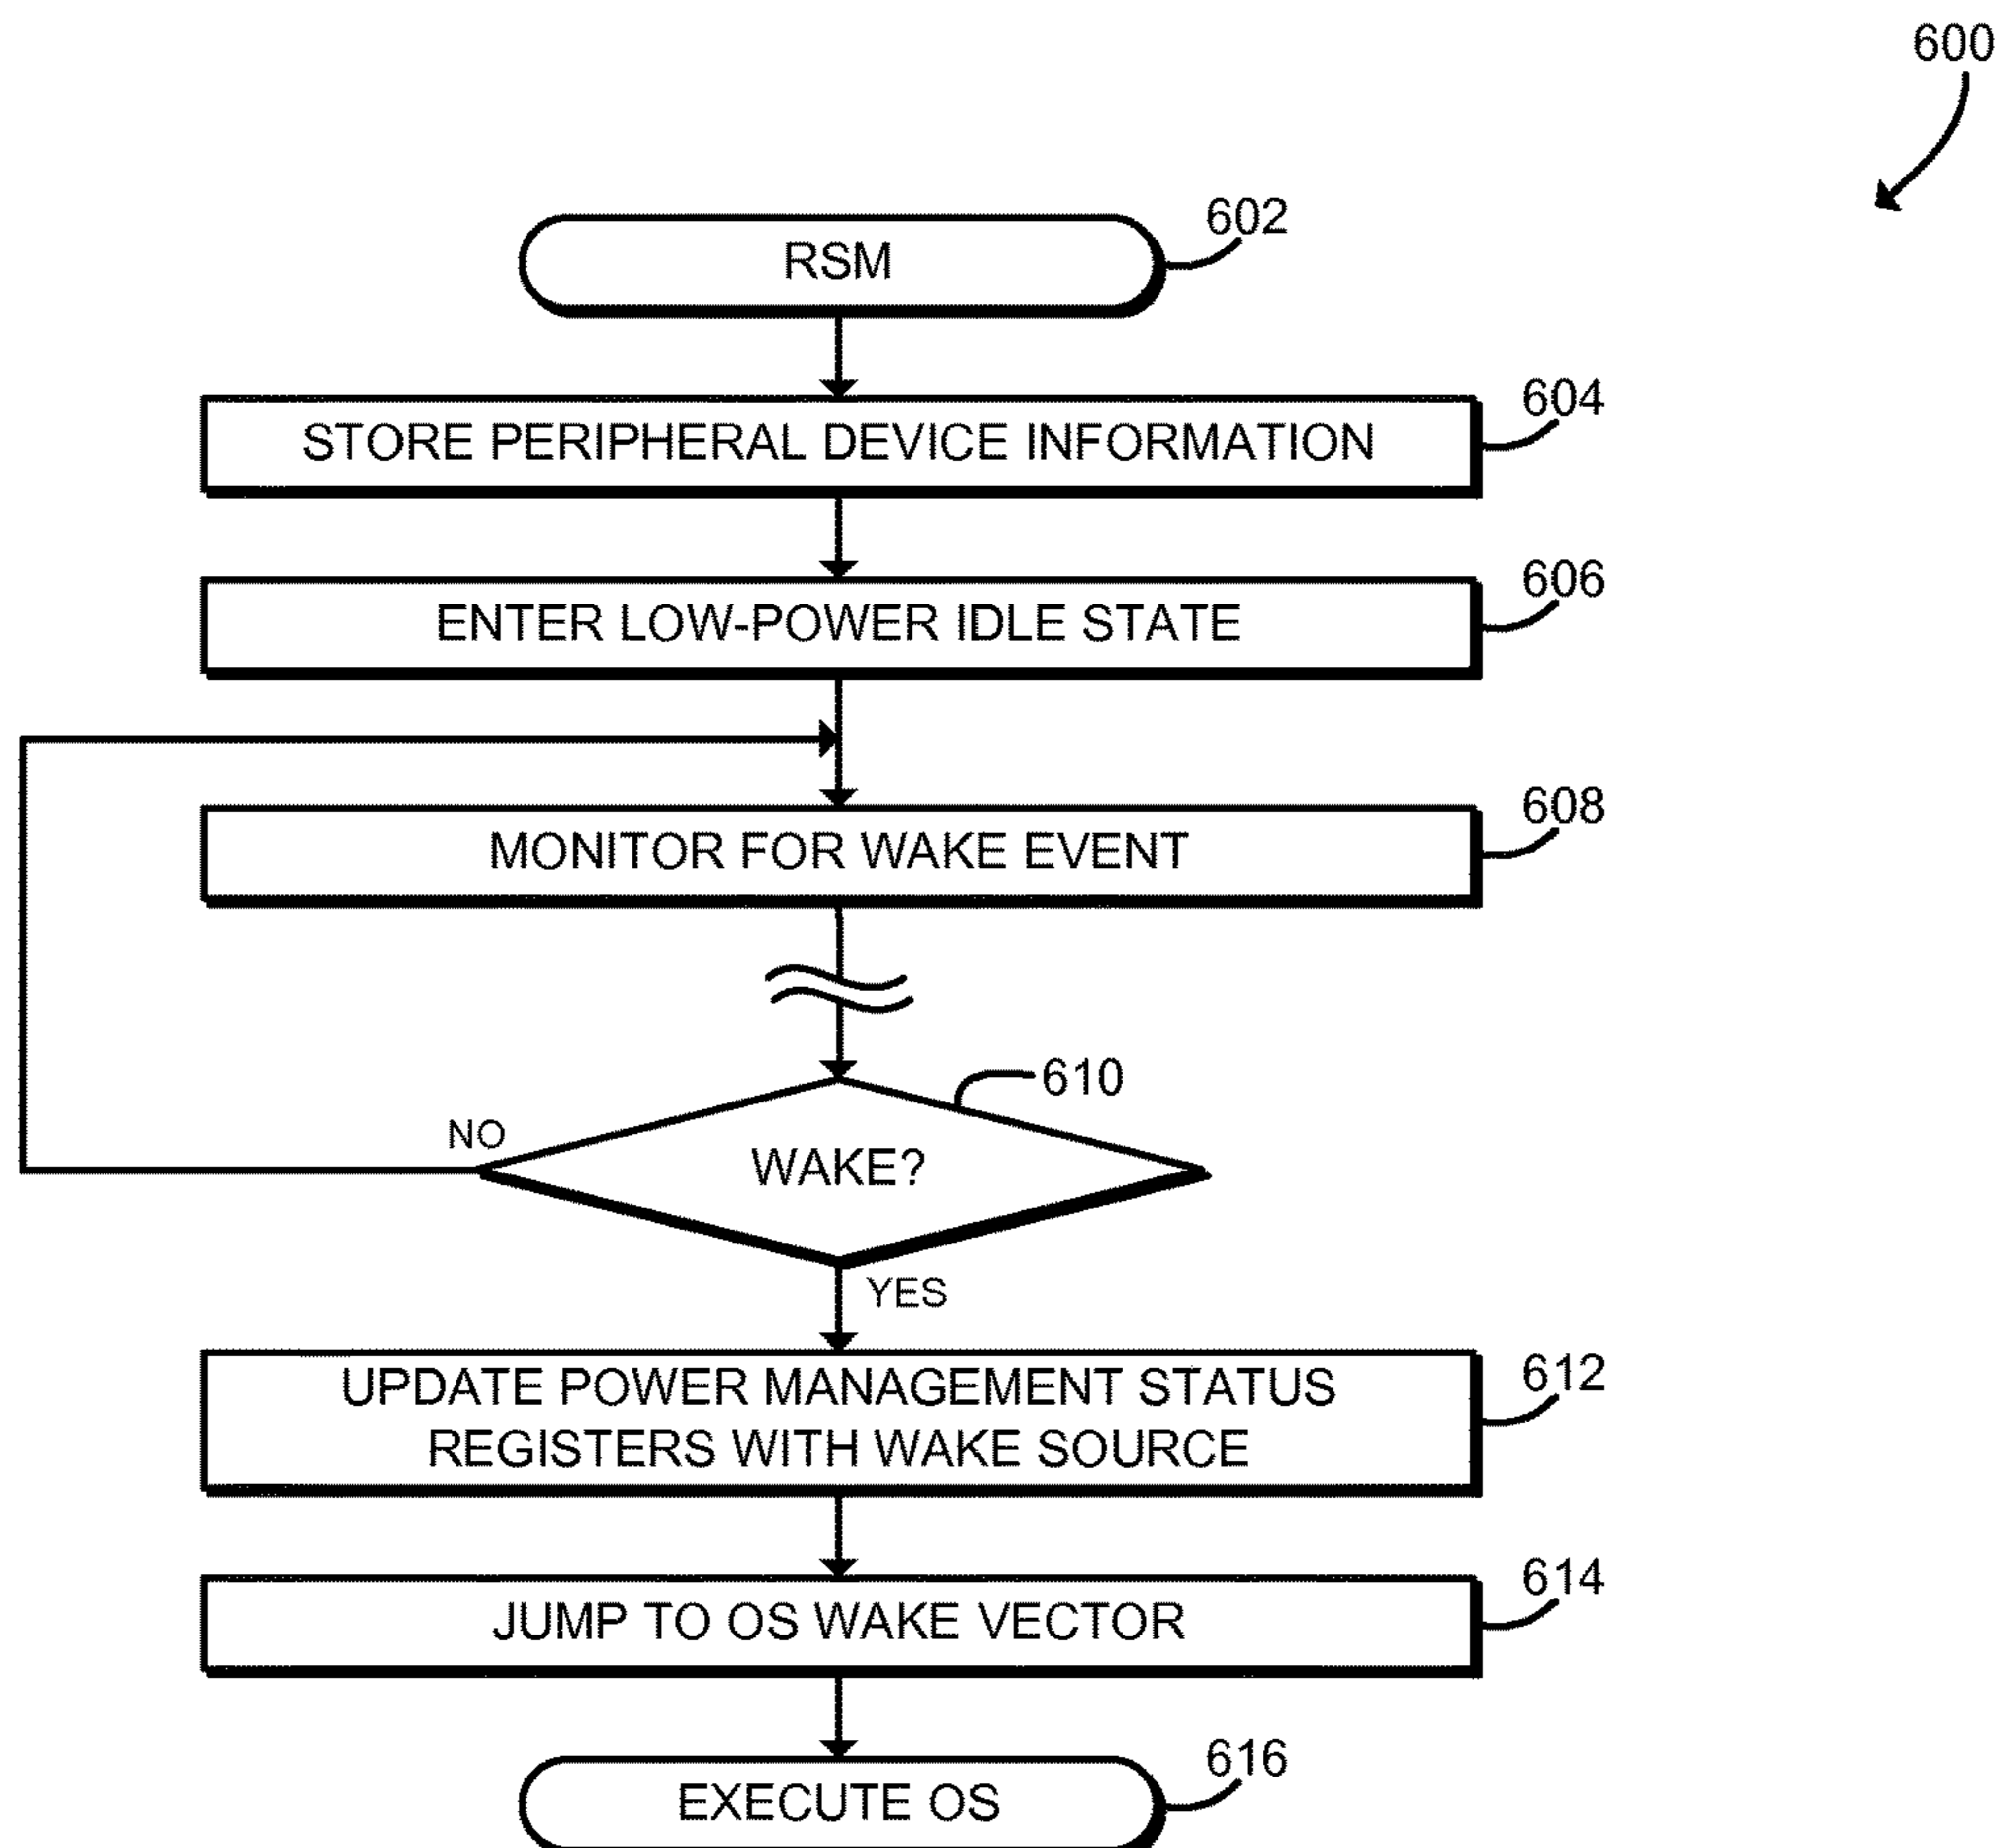 600
RSM
602
STORE PERIPHERAL DEVICE INFORMATION
604
ENTER LOW-POWER IDLE STATE
606
MONITOR FOR WAKE EVENT
608
610
NO
WAKE?
YES
UPDATE POWER MANAGEMENT STATUS
REGISTERS WITH WAKE SOURCE
612
JUMP TO OS WAKE VECTOR
614
EXECUTE OS
616